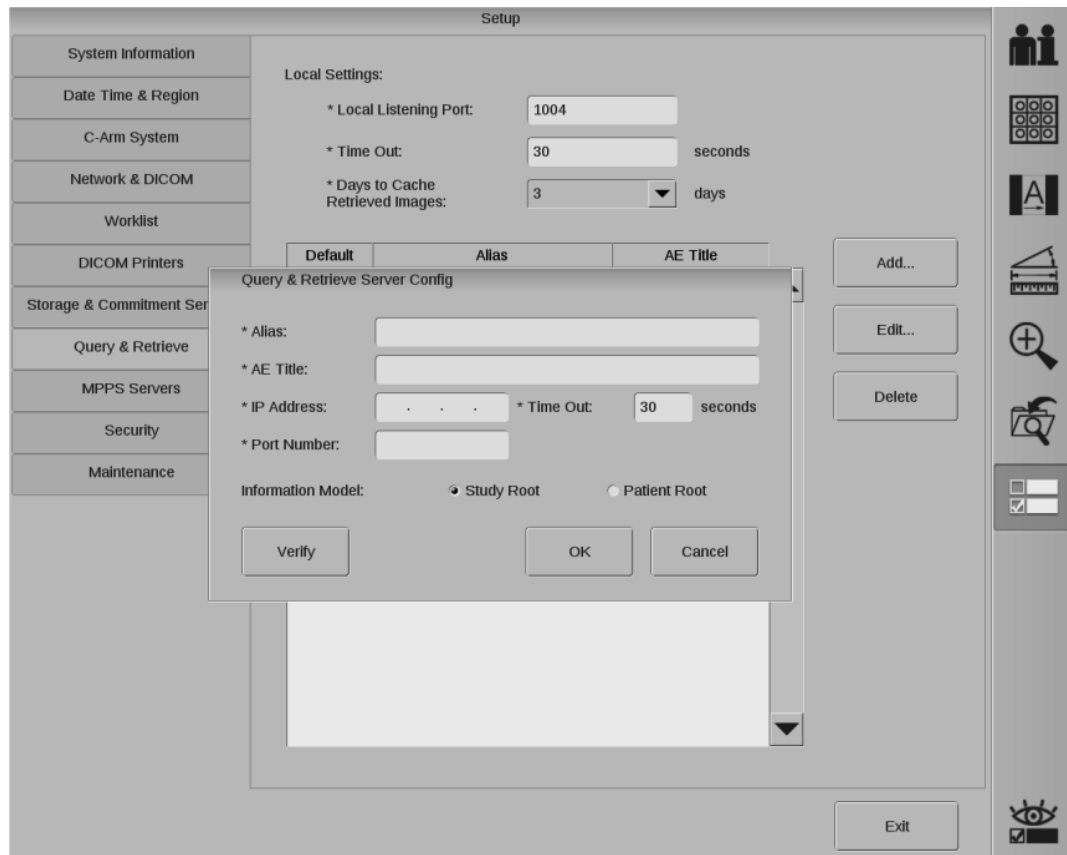 Setup
System Information
Date Time & Region
C-Arm System
Network & DICOM
Worklist
DICOM Printers
Storage & Commitment Ser
Query & Retrieve
MPPS Servers
Security
Maintenance
Local Settings:
* Local Listening Port: 1004
* Time Out: 30 seconds
* Days to Cache
Retrieved Images: 3 days
Default Alias AE Title
Add...
Edit...
Delete
Query & Retrieve Server Config
* Alias:
* AE Title:
* IP Address: . . . * Time Out: 30 seconds
* Port Number:
Information Model: Study Root Patient Root
Verify OK Cancel
Exit
A